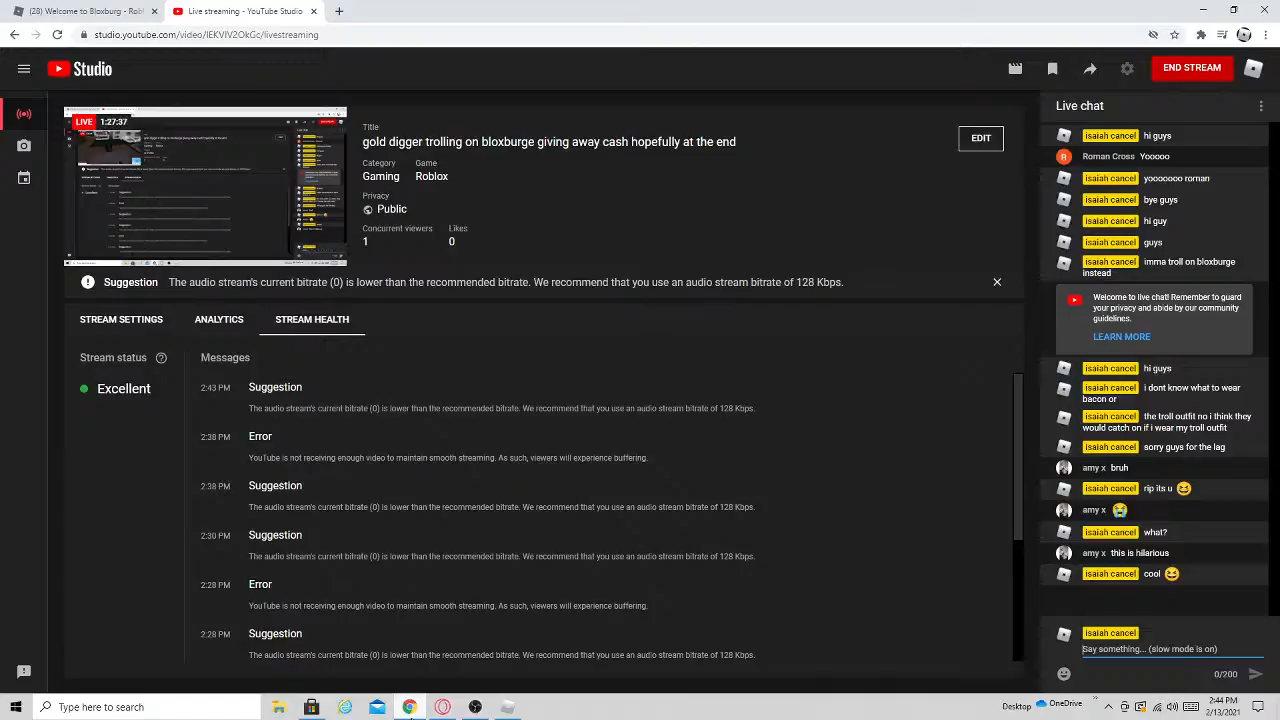 (28) Welcome to Bloxburg - Robl
Live streaming - YouTube Studio
studio.youtube.com/video/IEKVIV2OkGc/livestreaming
Studio
END STREAM
LIVE 1:27:37
Title
gold digger trolling on bloxburge giving away cash hopefully at the end
EDIT
Category Game
Gaming Roblox
Privacy
Public
Concurrent viewers Likes
1 0
Suggestion The audio stream's current bitrate (0) is lower than the recommended bitrate. We recommend that you use an audio stream bitrate of 128 Kbps.
STREAM SETTINGS ANALYTICS STREAM HEALTH
Stream status Messages
Excellent
2:43 PM Suggestion
The audio stream's current bitrate (0) is lower than the recommended bitrate. We recommend that you use an audio stream bitrate of 128 Kbps.
2:38 PM Error
YouTube is not receiving enough video to maintain smooth streaming. As such, viewers will experience buffering.
2:38 PM Suggestion
The audio stream's current bitrate (0) is lower than the recommended bitrate. We recommend that you use an audio stream bitrate of 128 Kbps.
2:30 PM Suggestion
The audio stream's current bitrate (0) is lower than the recommended bitrate. We recommend that you use an audio stream bitrate of 128 Kbps.
2:28 PM Error
YouTube is not receiving enough video to maintain smooth streaming. As such, viewers will experience buffering.
2:28 PM Suggestion
The audio stream's current bitrate (0) is lower than the recommended bitrate. We recommend that you use an audio stream bitrate of 128 Kbps.
Live chat
isaiah cancel hi guys
Roman Cross Yooooo
isaiah cancel yooooooo roman
isaiah cancel bye guys
isaiah cancel hi guy
isaiah cancel guys
isaiah cancel imma troll on bloxburge
instead
Welcome to live chat! Remember to guard
your privacy and abide by our community
guidelines.
LEARN MORE
isaiah cancel hi guys
isaiah cancel i dont know what to wear
bacon or
isaiah cancel the troll outfit no i think they
would catch on if i wear my troll outfit
isaiah cancel sorry guys for the lag
amy x bruh
isaiah cancel rip its u 😆
amy x 😭
isaiah cancel what?
amy x this is hilarious
isaiah cancel cool 😆
isaiah cancel
Say something... (slow mode is on)
0/200
Type here to search
Desktop OneDrive
2:44 PM
2/13/2021